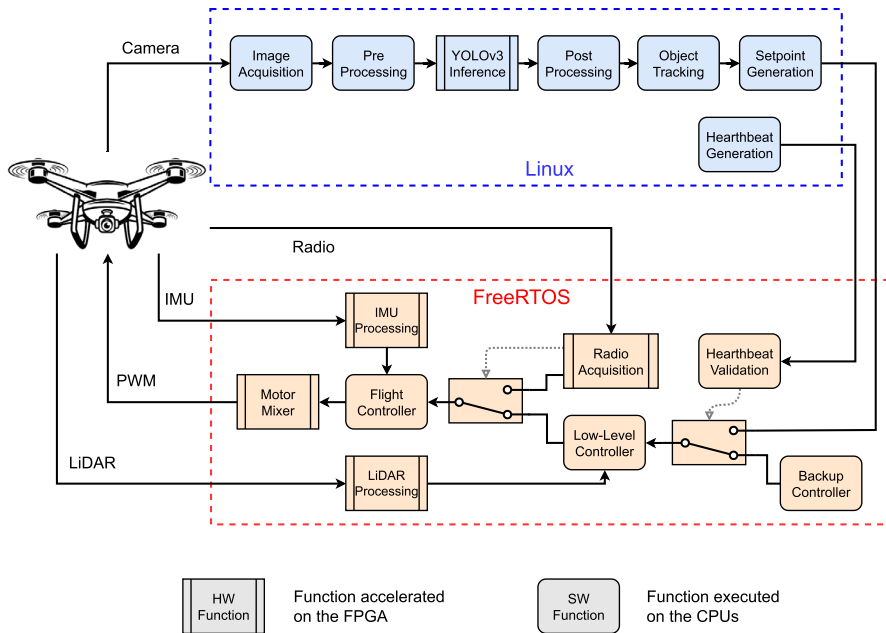 Camera
Image
Acquisition
Pre
Processing
YOLOv3
Inference
Post
Processing
Object
Tracking
Setpoint
Generation
Hearthbeat
Generation
Linux
Radio
FreeRTOS
IMU
IMU
Processing
Radio
Acquisition
Hearthbeat
Validation
PWM
Motor
Mixer
Flight
Controller
Low-Level
Controller
LiDAR
LiDAR
Processing
Backup
Controller
HW
Function
Function accelerated
on the FPGA
SW
Function
Function executed
on the CPUs